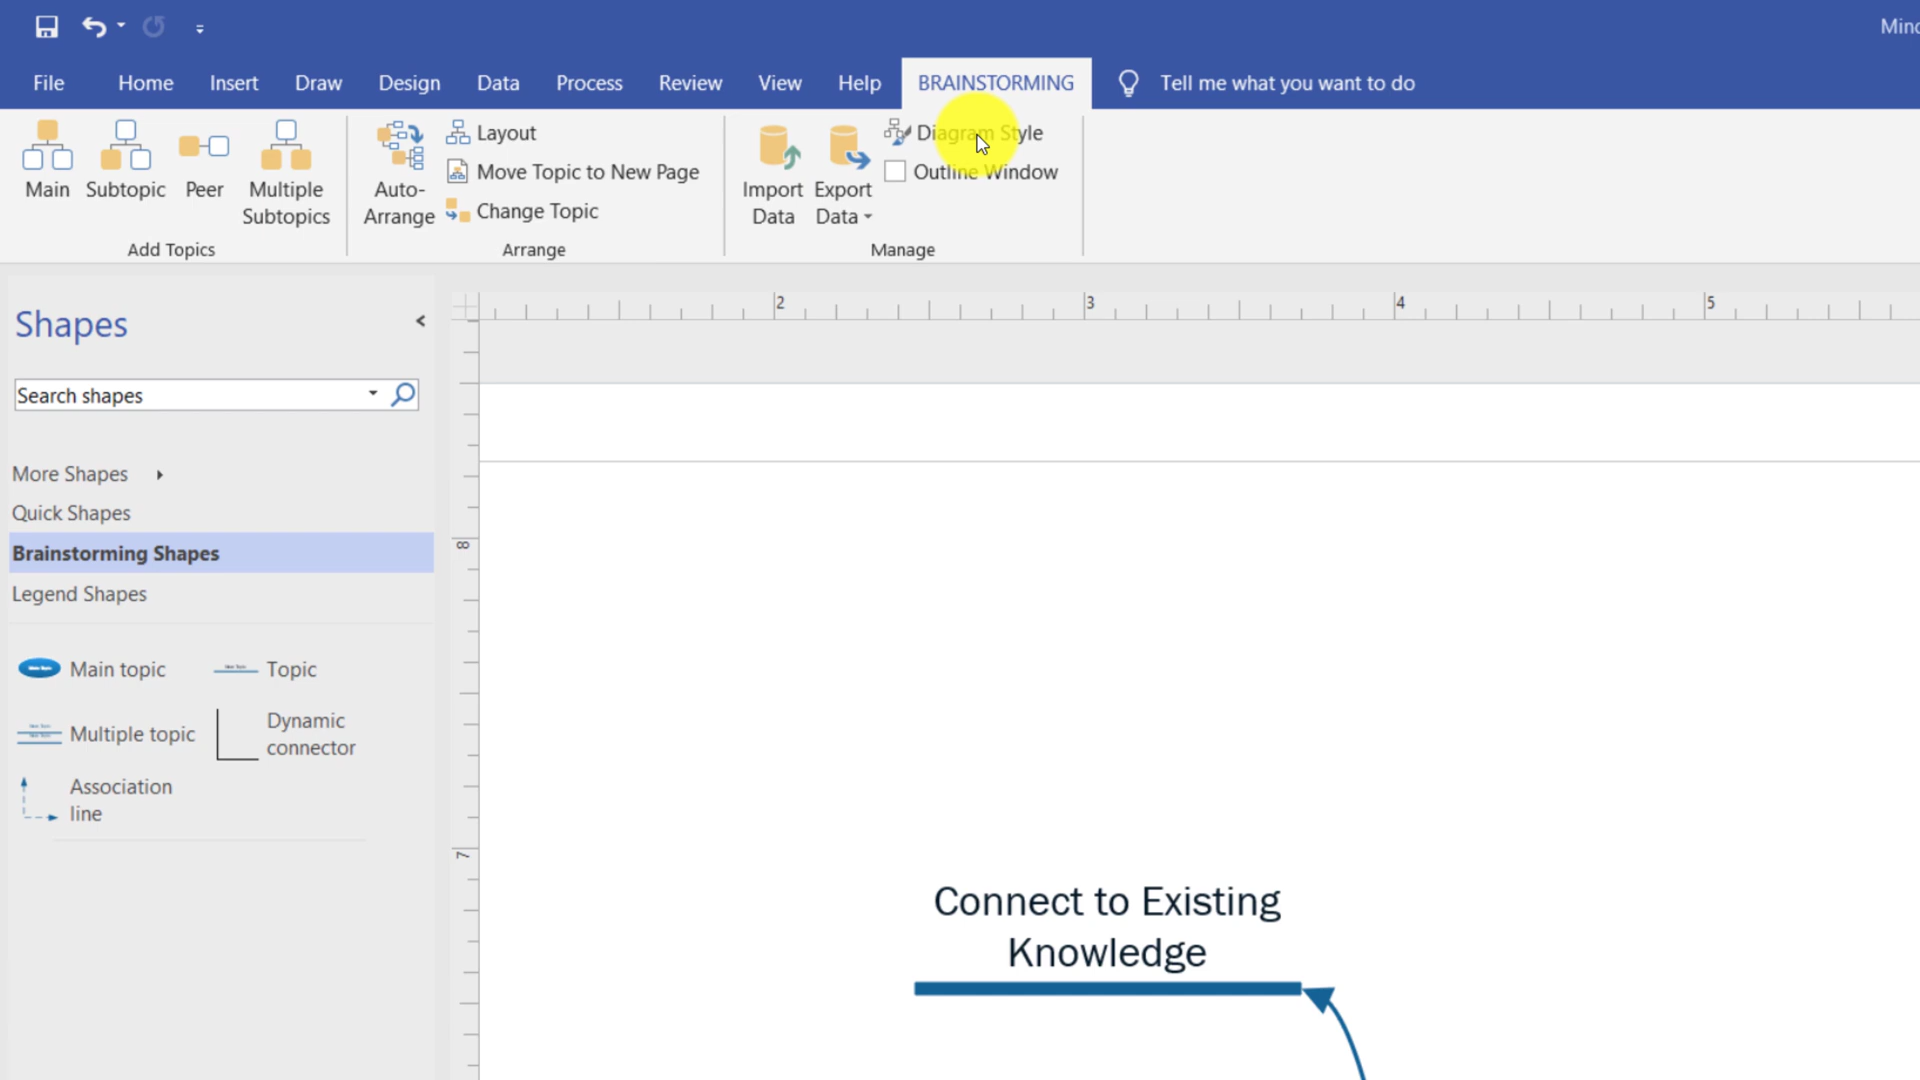 Minc
File Home Insert Draw Design Data Process Review View Help BRAINSTORMING Tell me what you want to do
Main
Subtopic
Peer
Multiple
Subtopics
Add Topics
Auto-
Arrange
Layout
Move Topic to New Page
Change Topic
Arrange
Import
Data
Export
Data
Diagram Style
Outline Window
Manage
Shapes
Search shapes
More Shapes
Quick Shapes
Brainstorming Shapes
Legend Shapes
Main topic
Topic
Multiple topic
Dynamic
connector
Association
line
2 3 4 5
8
7
Connect to Existing
Knowledge